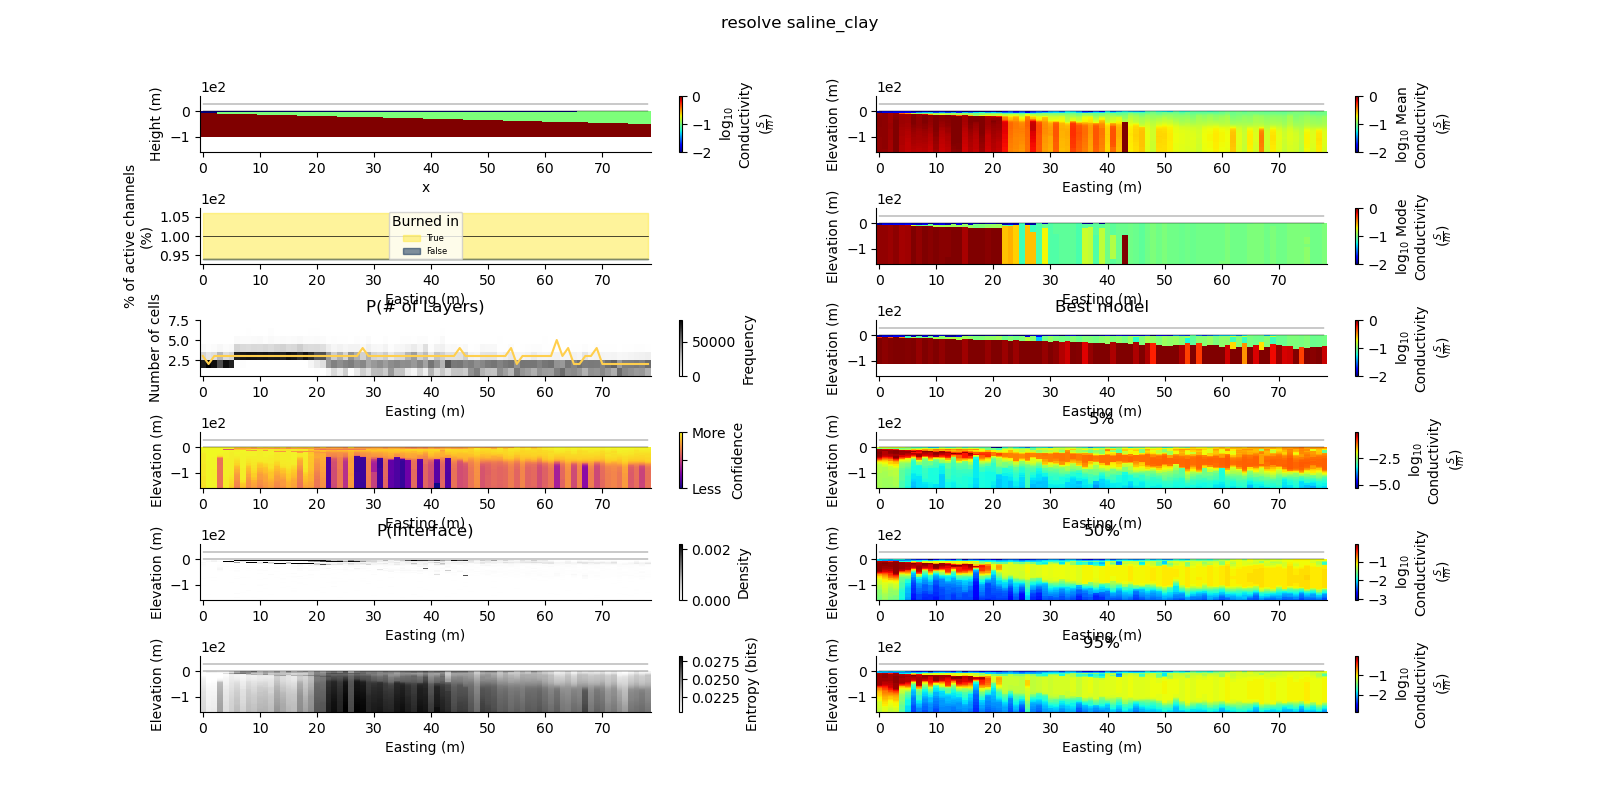 resolve saline_clay
1e2
Height (m)
0
−1
0 10 20 30 40 50 60 70
x
0
−1
−2
log10
Conductivity
(S/m)
1e2
Elevation (m)
0
−1
0 10 20 30 40 50 60 70
Easting (m)
0
−1
−2
log10 Mean
Conductivity
(S/m)
1e2
% of active channels
(%)
1.05
1.00
0.95
Burned in
True
False
0 10 20 30 40 50 60 70
Easting (m)
1e2
Elevation (m)
0
−1
0 10 20 30 40 50 60 70
Easting (m)
0
−1
−2
log10 Mode
Conductivity
(S/m)
P(# of Layers)
Number of cells
7.5
5.0
2.5
0 10 20 30 40 50 60 70
Easting (m)
50000
0
Frequency
Best model
1e2
Elevation (m)
0
−1
0 10 20 30 40 50 60 70
Easting (m)
0
−1
−2
log10
Conductivity
(S/m)
1e2
Elevation (m)
0
−1
0 10 20 30 40 50 60 70
Easting (m)
More
Less
Confidence
5%
1e2
Elevation (m)
0
−1
0 10 20 30 40 50 60 70
Easting (m)
−2.5
−5.0
log10
Conductivity
(S/m)
P(Interface)
1e2
Elevation (m)
0
−1
0 10 20 30 40 50 60 70
Easting (m)
0.002
0.000
Density
50%
1e2
Elevation (m)
0
−1
0 10 20 30 40 50 60 70
Easting (m)
−1
−2
−3
log10
Conductivity
(S/m)
1e2
Elevation (m)
0
−1
0 10 20 30 40 50 60 70
Easting (m)
0.0275
0.0250
0.0225
Entropy (bits)
95%
1e2
Elevation (m)
0
−1
0 10 20 30 40 50 60 70
Easting (m)
−1
−2
log10
Conductivity
(S/m)